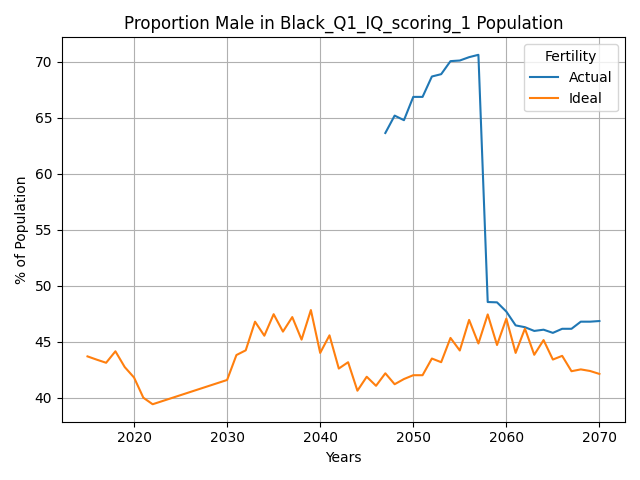 Proportion Male in Black_Q1_IQ_scoring_1 Population
Fertility
Actual
Ideal
% of Population
70
65
60
55
50
45
40
2020
2030
2040
2050
2060
2070
Years